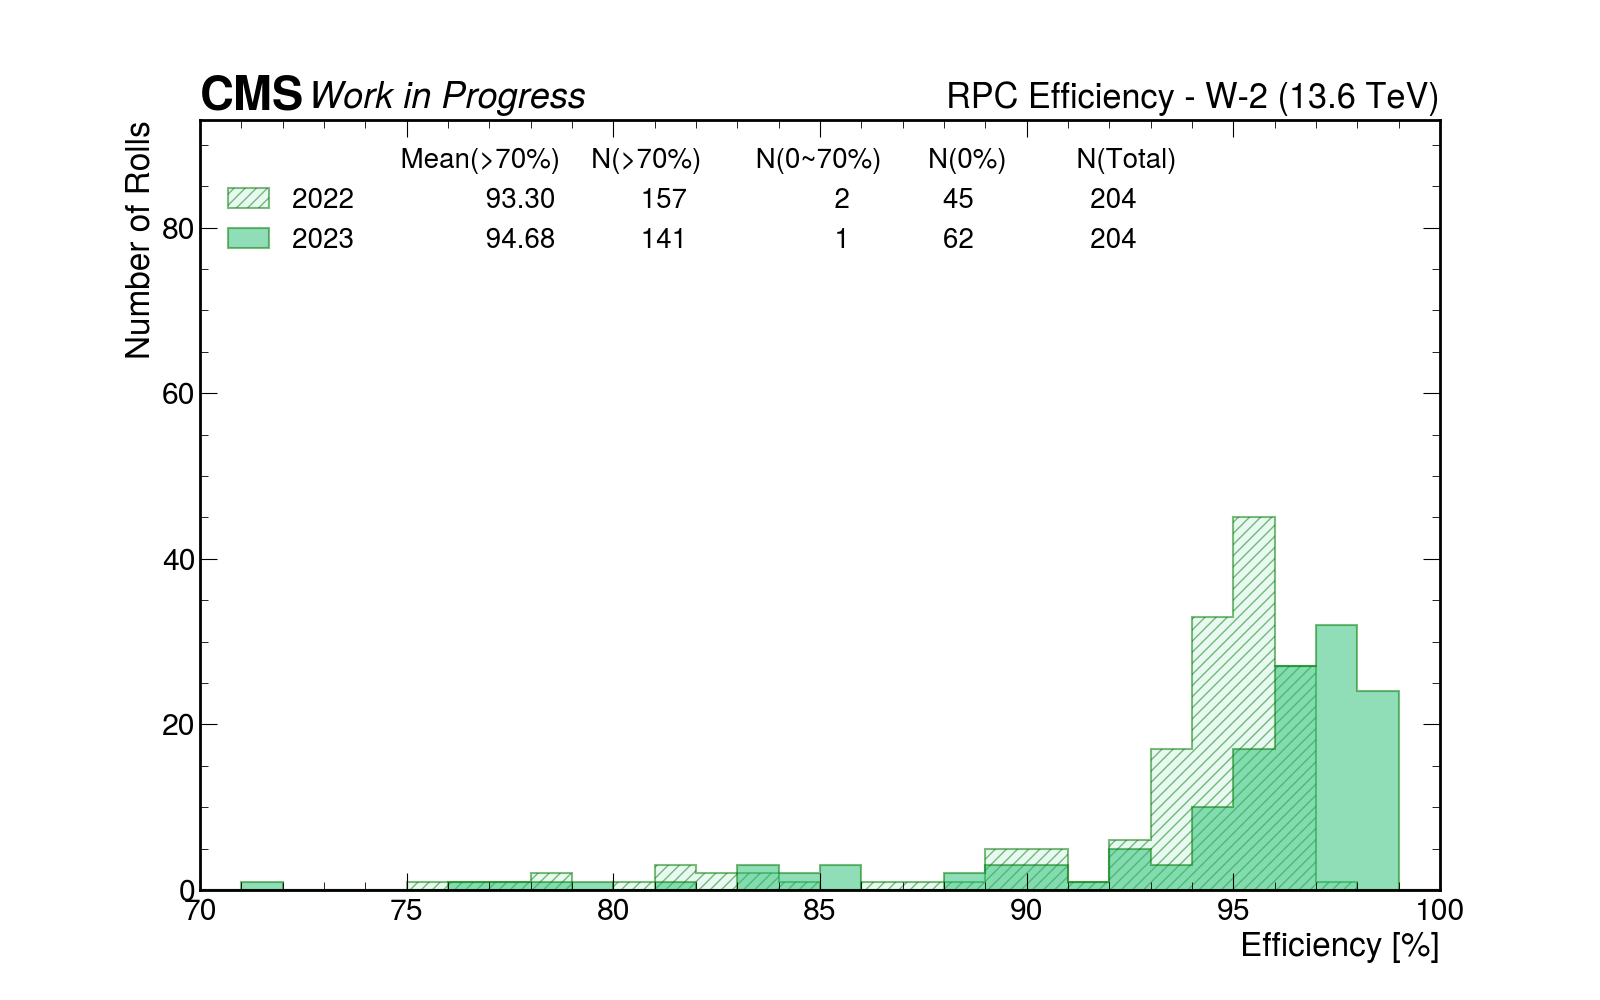 CMS Work in Progress RPC Efficiency - W-2 (13.6 TeV)
Number of Rolls
Mean(>70%) N(>70%) N(0~70%) N(0%) N(Total)
2022 93.30 157 2 45 204
2023 94.68 141 1 62 204
80
60
40
20
0
70 75 80 85 90 95 100
Efficiency [%]